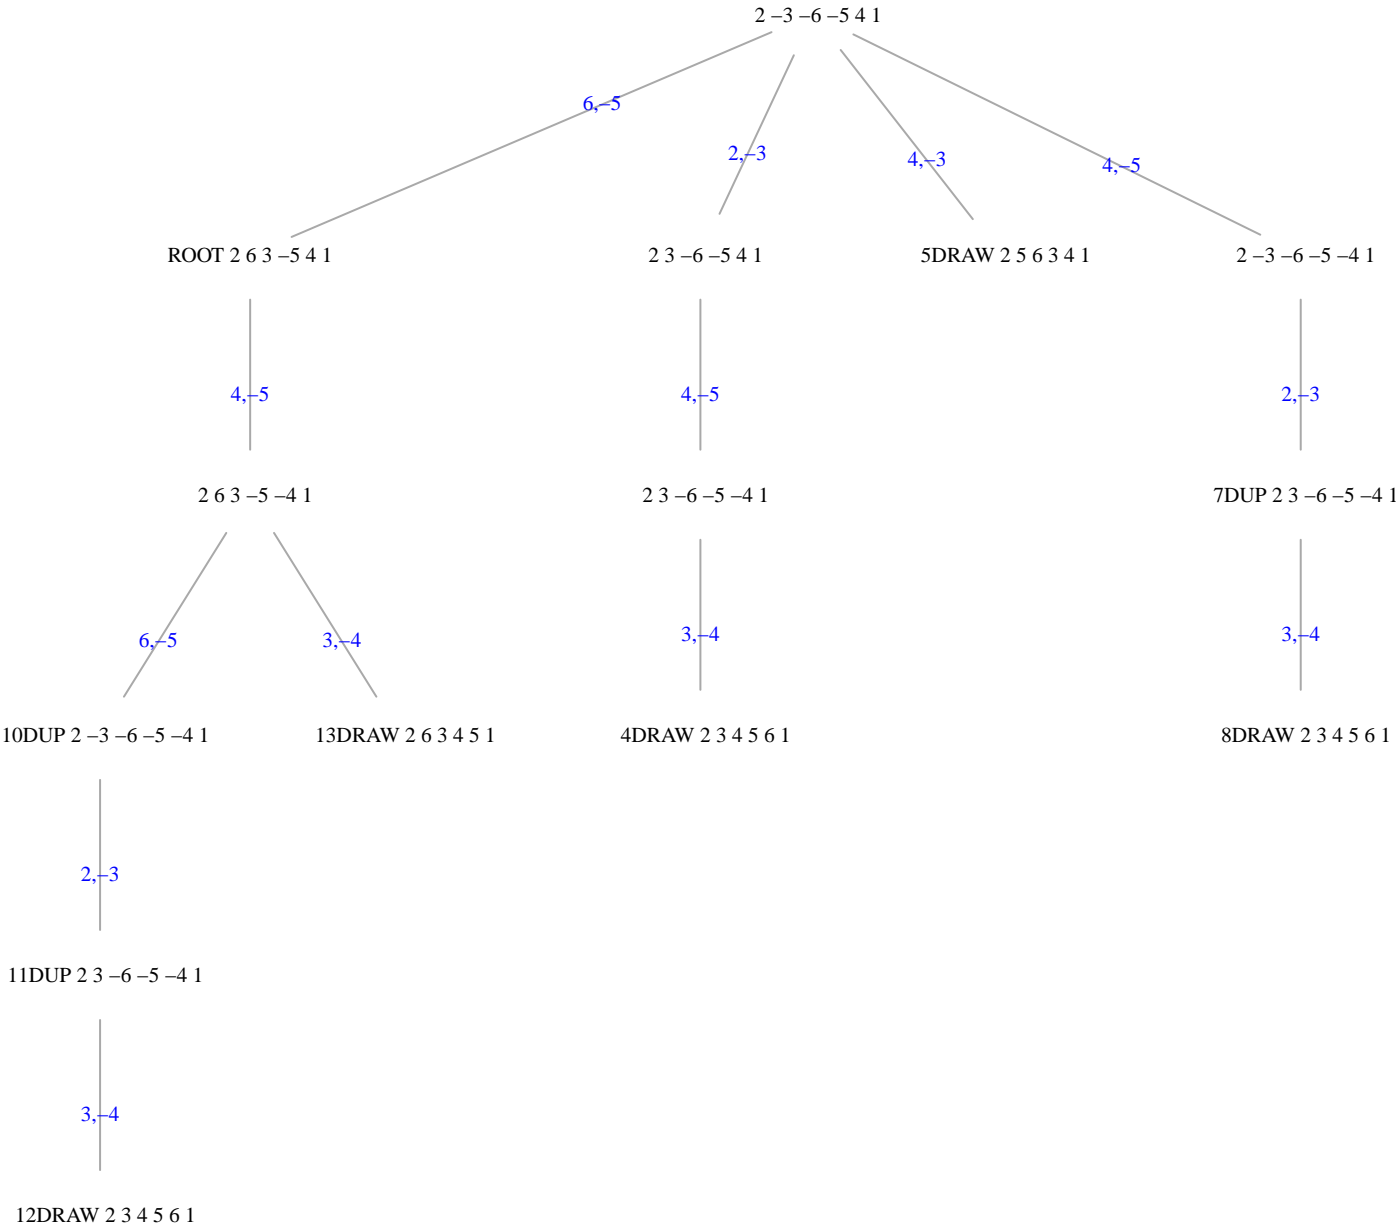 2 –3 –6 –5 4 1
6,–5
2,–3
4,–3
4,–5
ROOT 2 6 3 –5 4 1
2 3 –6 –5 4 1
5DRAW 2 5 6 3 4 1
2 –3 –6 –5 –4 1
4,–5
4,–5
2,–3
2 6 3 –5 –4 1
2 3 –6 –5 –4 1
7DUP 2 3 –6 –5 –4 1
6,–5
3,–4
3,–4
3,–4
10DUP 2 –3 –6 –5 –4 1
13DRAW 2 6 3 4 5 1
4DRAW 2 3 4 5 6 1
8DRAW 2 3 4 5 6 1
2,–3
11DUP 2 3 –6 –5 –4 1
3,–4
12DRAW 2 3 4 5 6 1